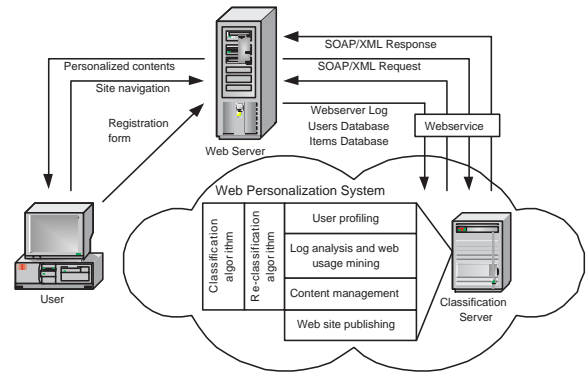 SOAP/XML Response
Personalized contents
SOAP/XML Request
Site navigation
Registration
form
Webserver Log
Users Database
Items Database
Webservice
Web Server
Web Personalization System
User profiling
Log analysis and web
usage mining
Content management
Web site publishing
Classification
algorithm
Re-classification
algorithm
User
Classification
Server